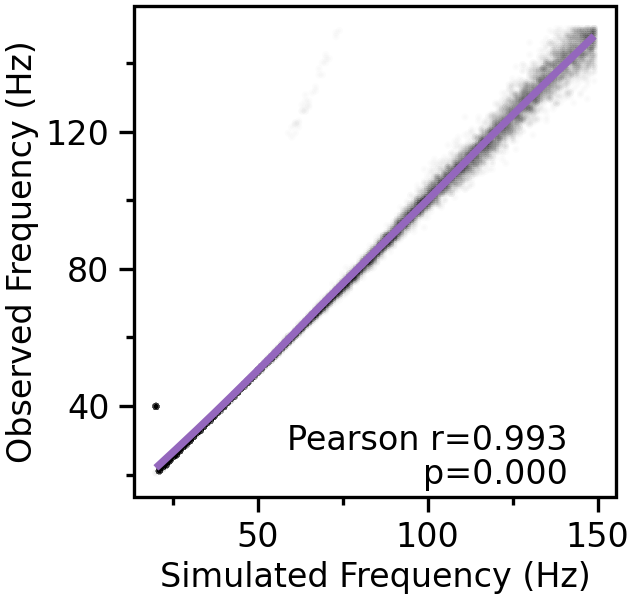 Observed Frequency (Hz)
120
80
40
Pearson r=0.993
p=0.000
50
100
150
Simulated Frequency (Hz)